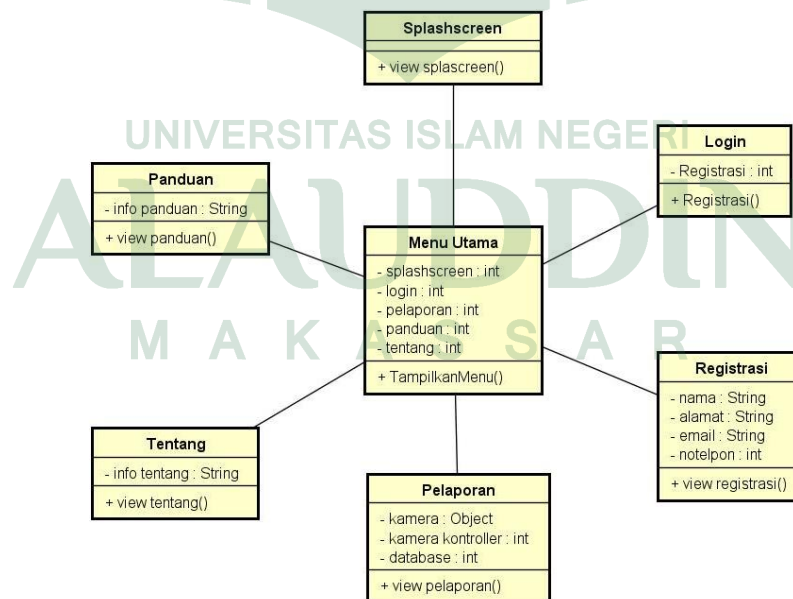 Splashscreen
+ view splascreen()
UNIVERSITAS ISLAM NEGERI
ALAUDDIN
MAKASSAR
Login
- Registrasi : int
+ Registrasi()
Panduan
- info panduan : String
+ view panduan()
Menu Utama
- splashscreen : int
- login : int
- pelaporan : int
- panduan : int
- tentang : int
+ TampilkanMenu()
Registrasi
- nama : String
- alamat : String
- email : String
- notelpon : int
+ view registrasi()
Tentang
- info tentang : String
+ view tentang()
Pelaporan
- kamera : Object
- kamera kontroller : int
- database : int
+ view pelaporan()